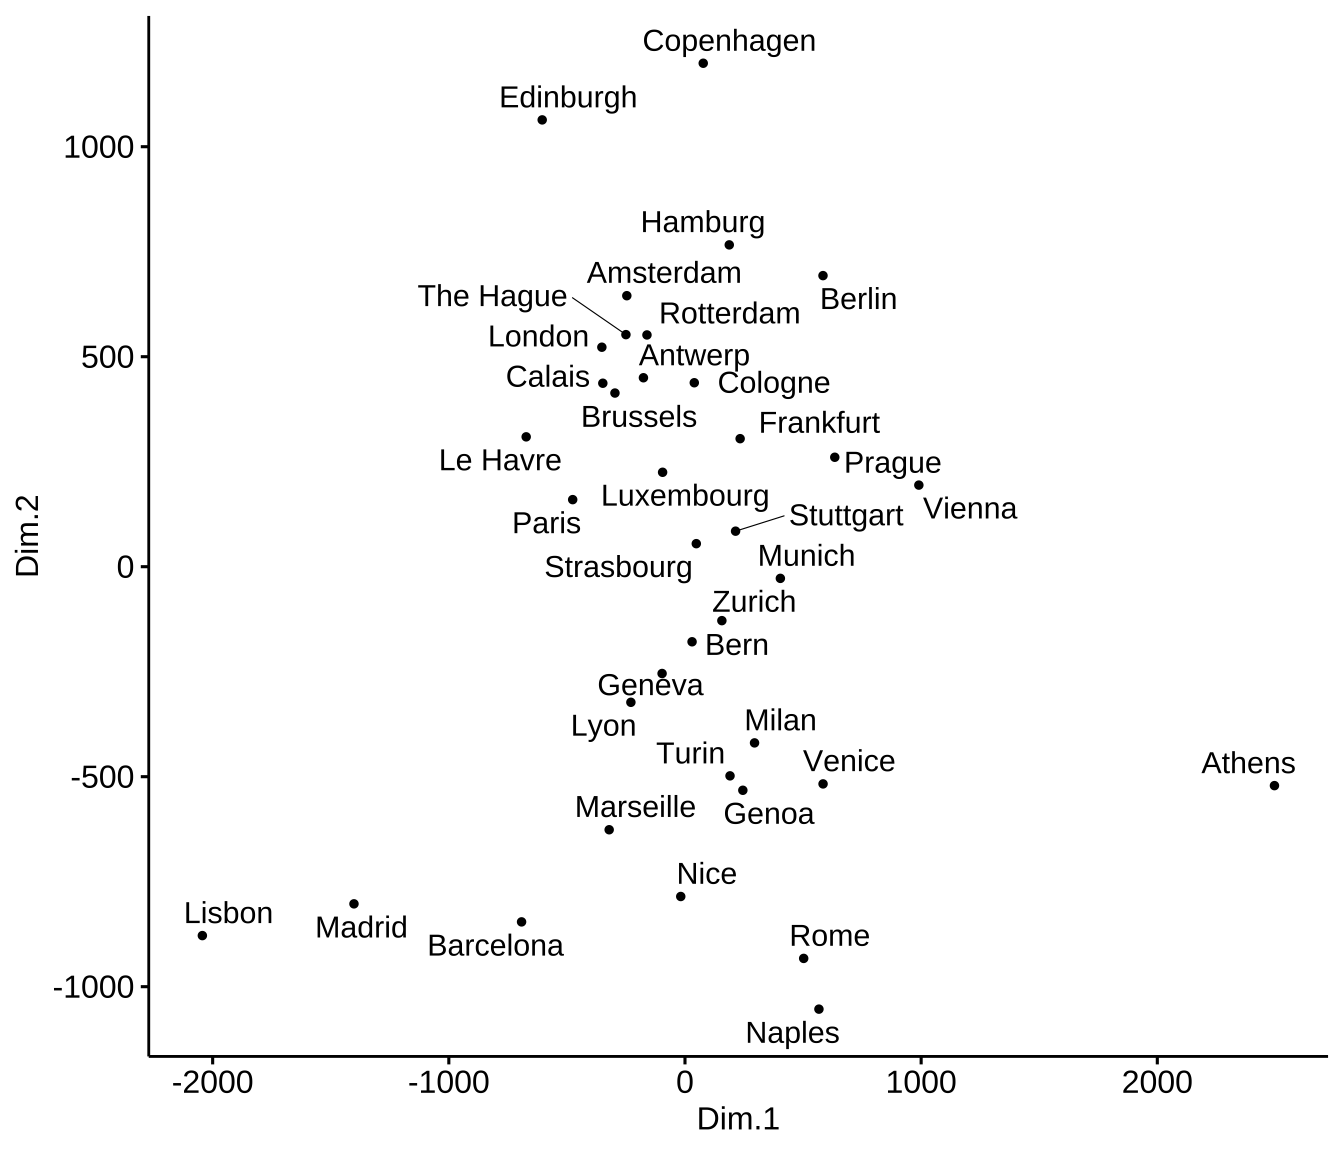 Copenhagen
Edinburgh
1000
Hamburg
Amsterdam
The Hague
Berlin
Rotterdam
London
500
Antwerp
Calais
Cologne
Brussels
Frankfurt
Le Havre
Prague
Luxembourg
Vienna
Stuttgart
Paris
Dim.2
Munich
0
Strasbourg
Zurich
Bern
Geneva
Milan
Lyon
Turin
Venice
Athens
-500
Marseille
Genoa
Nice
Lisbon
Madrid
Rome
Barcelona
-1000
Naples
-2000 -1000 0 1000 2000
Dim.1